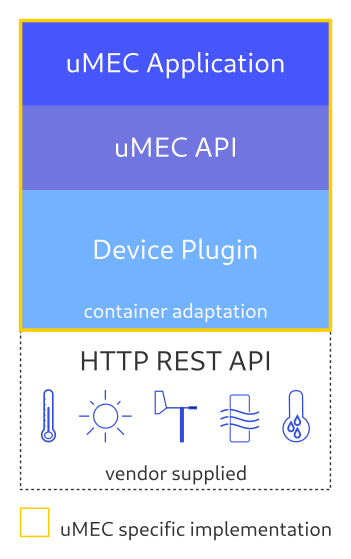 uMEC Application
uMEC API
Device Plugin
container adaptation
HTTP REST API
vendor supplied
uMEC specific implementation